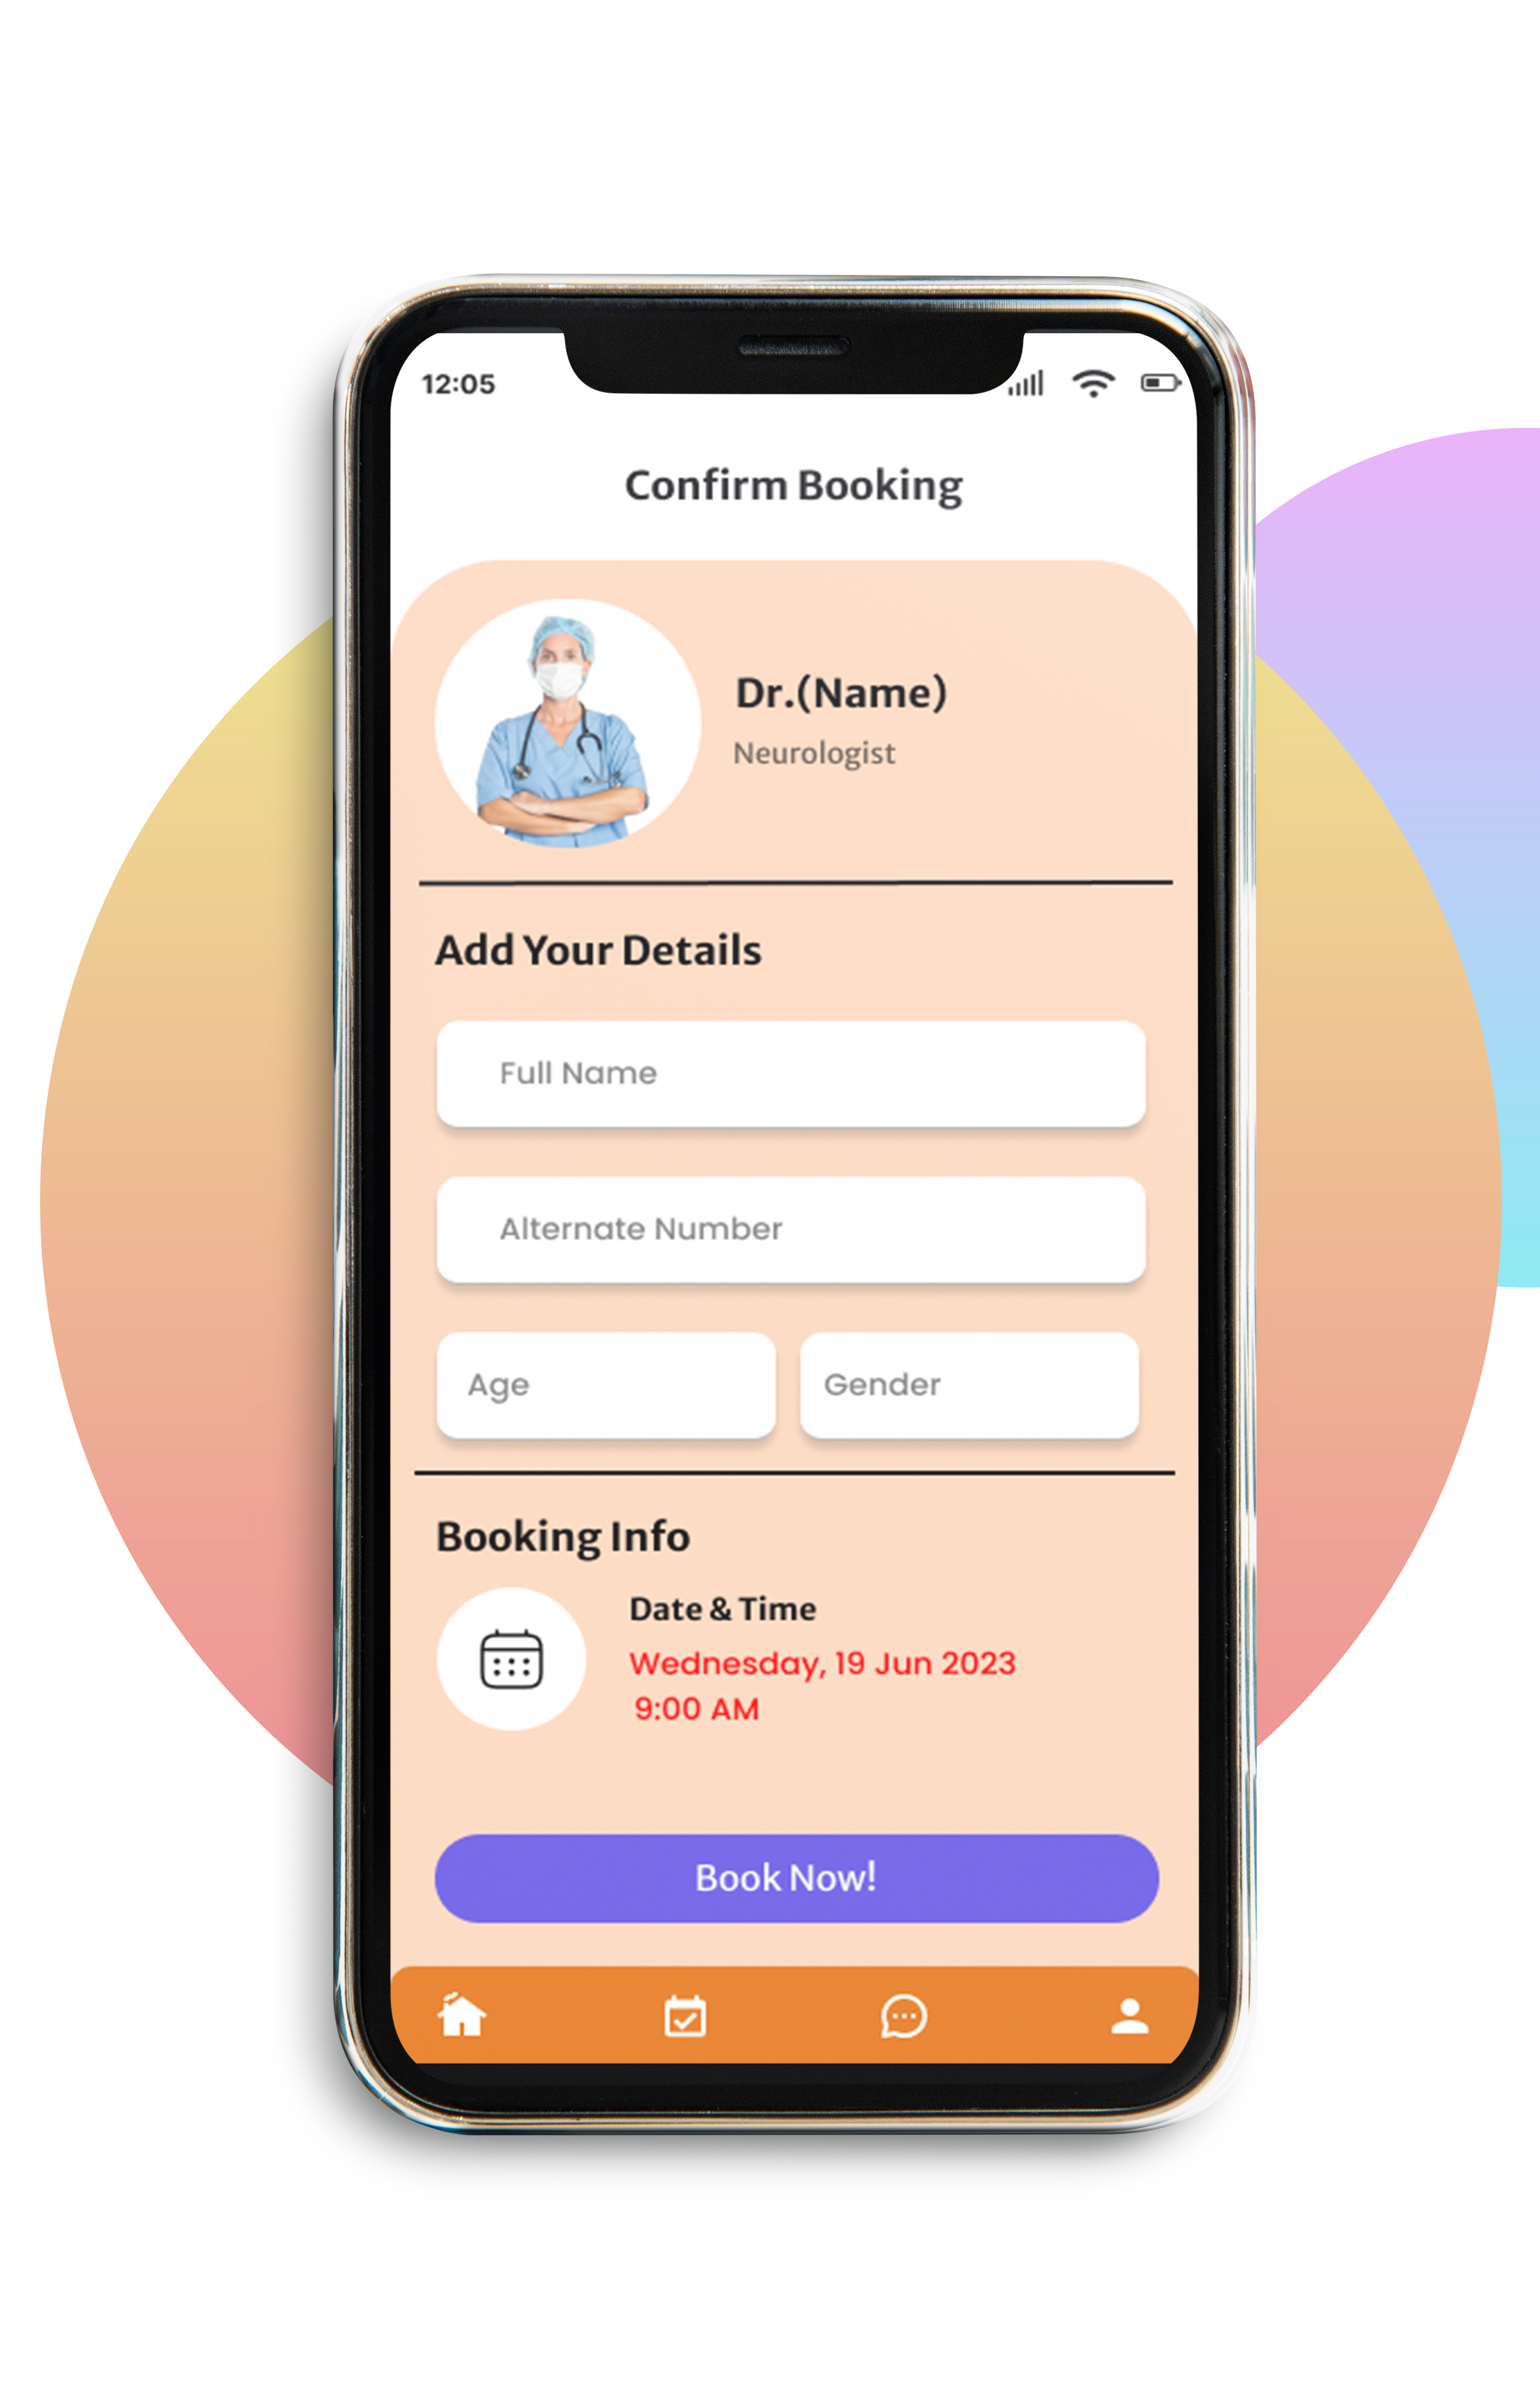 12:05
Confirm Booking
Dr.(Name)
Neurologist
Add Your Details
Full Name
Alternate Number
Age
Gender
Booking Info
Date & Time
Wednesday, 19 Jun 2023
9:00 AM
Book Now!